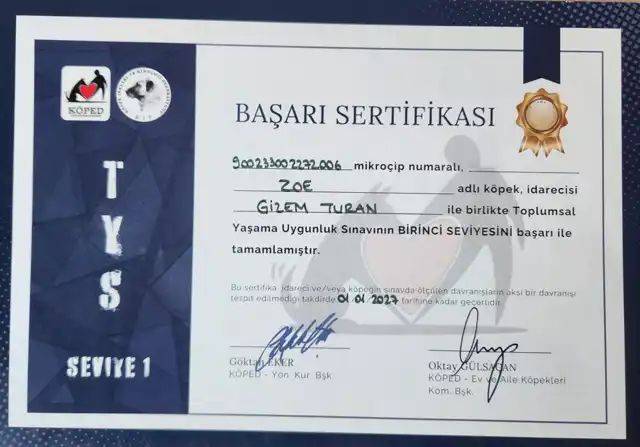 KÖPED
TYS
SEVİYE 1
BAŞARI SERTİFİKASI
900233002272006 mikroçip numaralı,
ZOE adlı köpek, idarecisi
GİZEM TURAN ile birlikte Toplumsal
Yaşama Uygunluk Sınavının BİRİNCİ SEVİYESİNİ başarı ile
tamamlamıştır.
Bu sertifika, idareci ve/veya köpeğin sınavda ölçülen davranışların aksi bir davranışı
tespit edilmediği takdirde 01/01/2027 tarihine kadar geçerlidir.
Göktan EKER
KÖPED - Yön. Kur. Bşk.
Oktay GÜLSAÇAN
KÖPED - Ev ve Aile Köpekleri
Kom. Bşk.